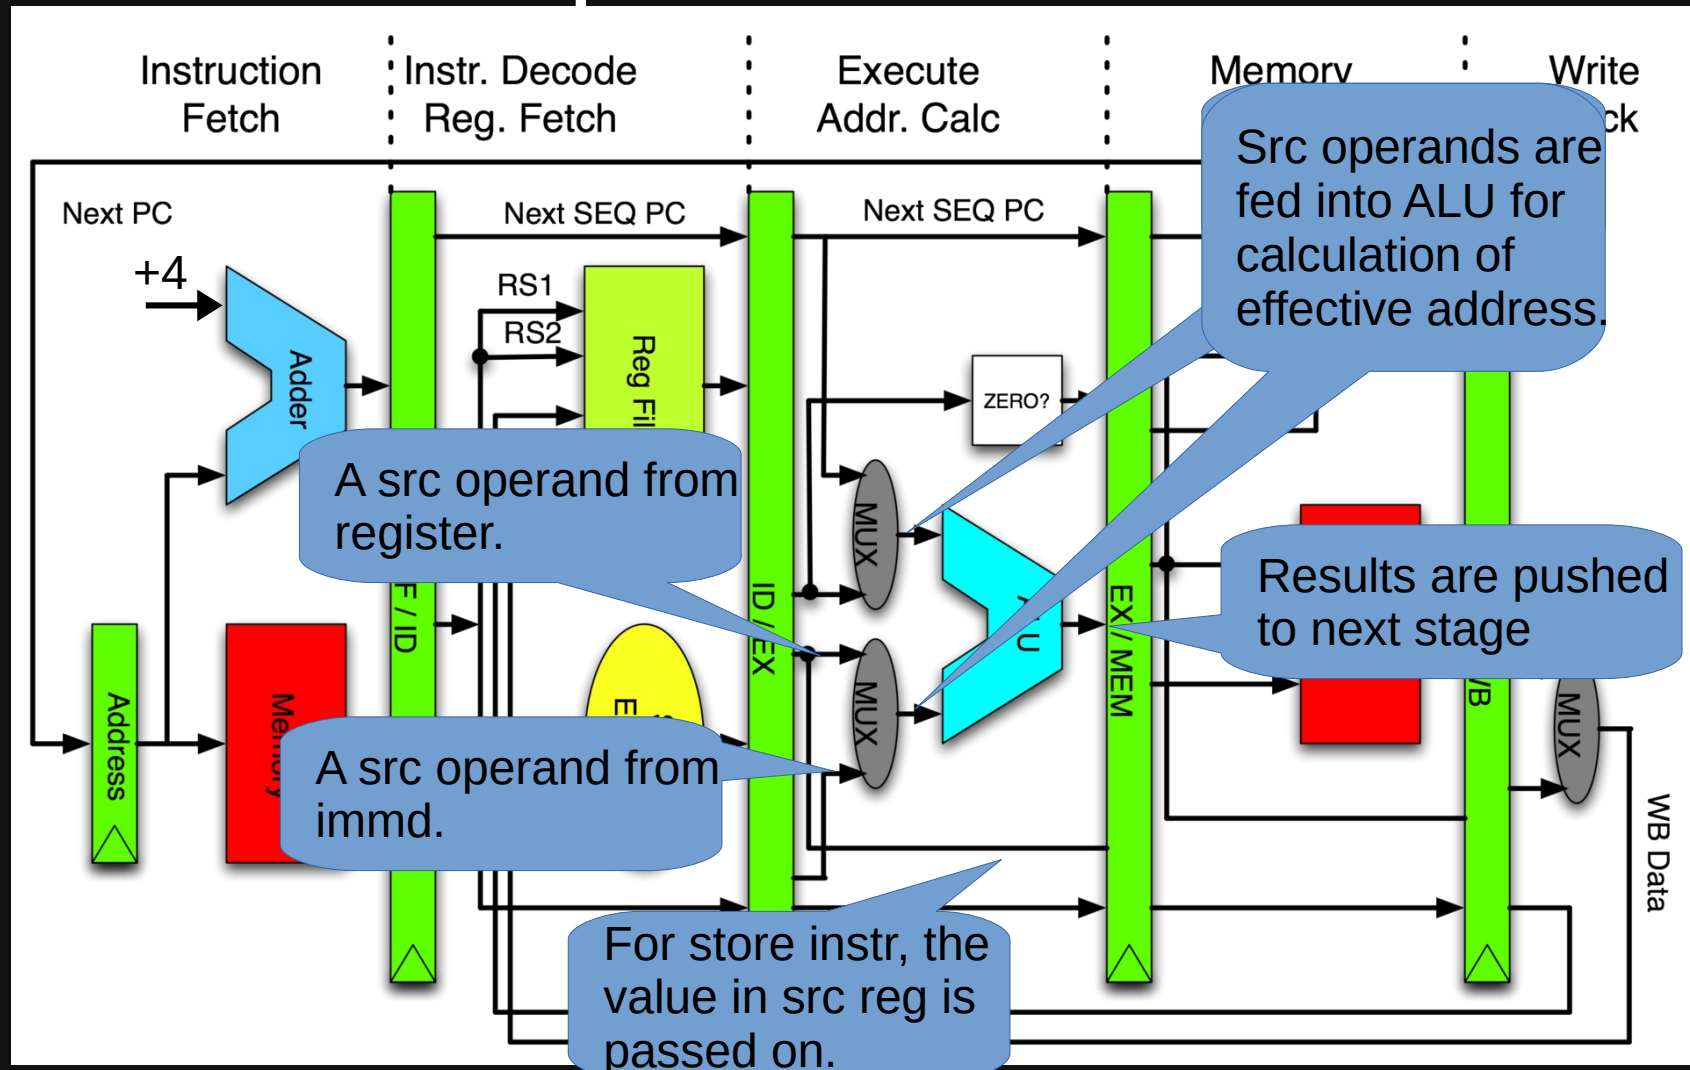 Instruction
Fetch
Instr. Decode
Reg. Fetch
Execute
Addr. Calc
Memory
Write
Next PC
+4
Adder
Address
Memory
Next SEQ PC
RS1
RS2
Reg
ID / EX
Next SEQ PC
ZERO?
MUX
MUX
EX / MEM
MUX
WB Data
Src operands are
fed into ALU for
calculation of
effective address.
A src operand from
register.
A src operand from
immd.
Results are pushed
to next stage
For store instr, the
value in src reg is
passed on.